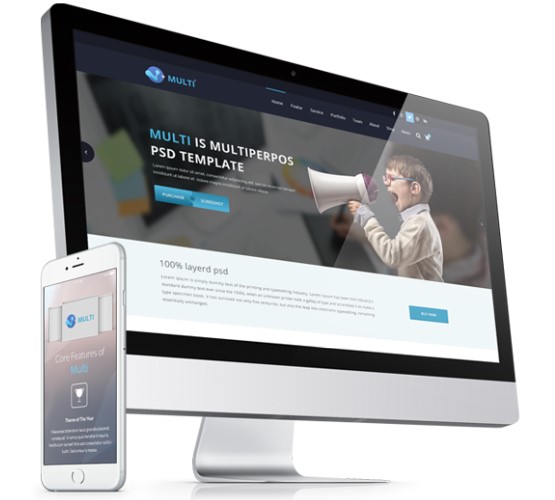 MULTI
Home
Service
Portfolio
Team
About
MULTI IS MULTIPERPOS
PSD TEMPLATE
PURCHASE
SCREENSHOT
100% layerd psd
Lorem Ipsum is simply dummy text of the printing and typesetting industry. Lorem Ipsum has been the industry's
standard dummy text ever since the 1500s, when an unknown printer took a galley of type and scrambled it to make a
type specimen book. It has survived not only five centuries, but also the leap into electronic typesetting, remaining
essentially unchanged.
BUY NOW
MULTI
Core Features of
Multi
Theme of The Year